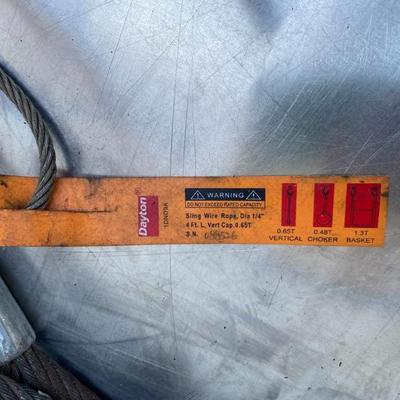 Dayton
1DND9A
⚠ WARNING ⚠
DO NOT EXCEED RATED CAPACITY
Sling Wire Rope, Dia 1/4"
4 Ft. L, Vert Cap. 0.65T
S.N.
0.65T 0.48T 1.3T
VERTICAL CHOKER BASKET